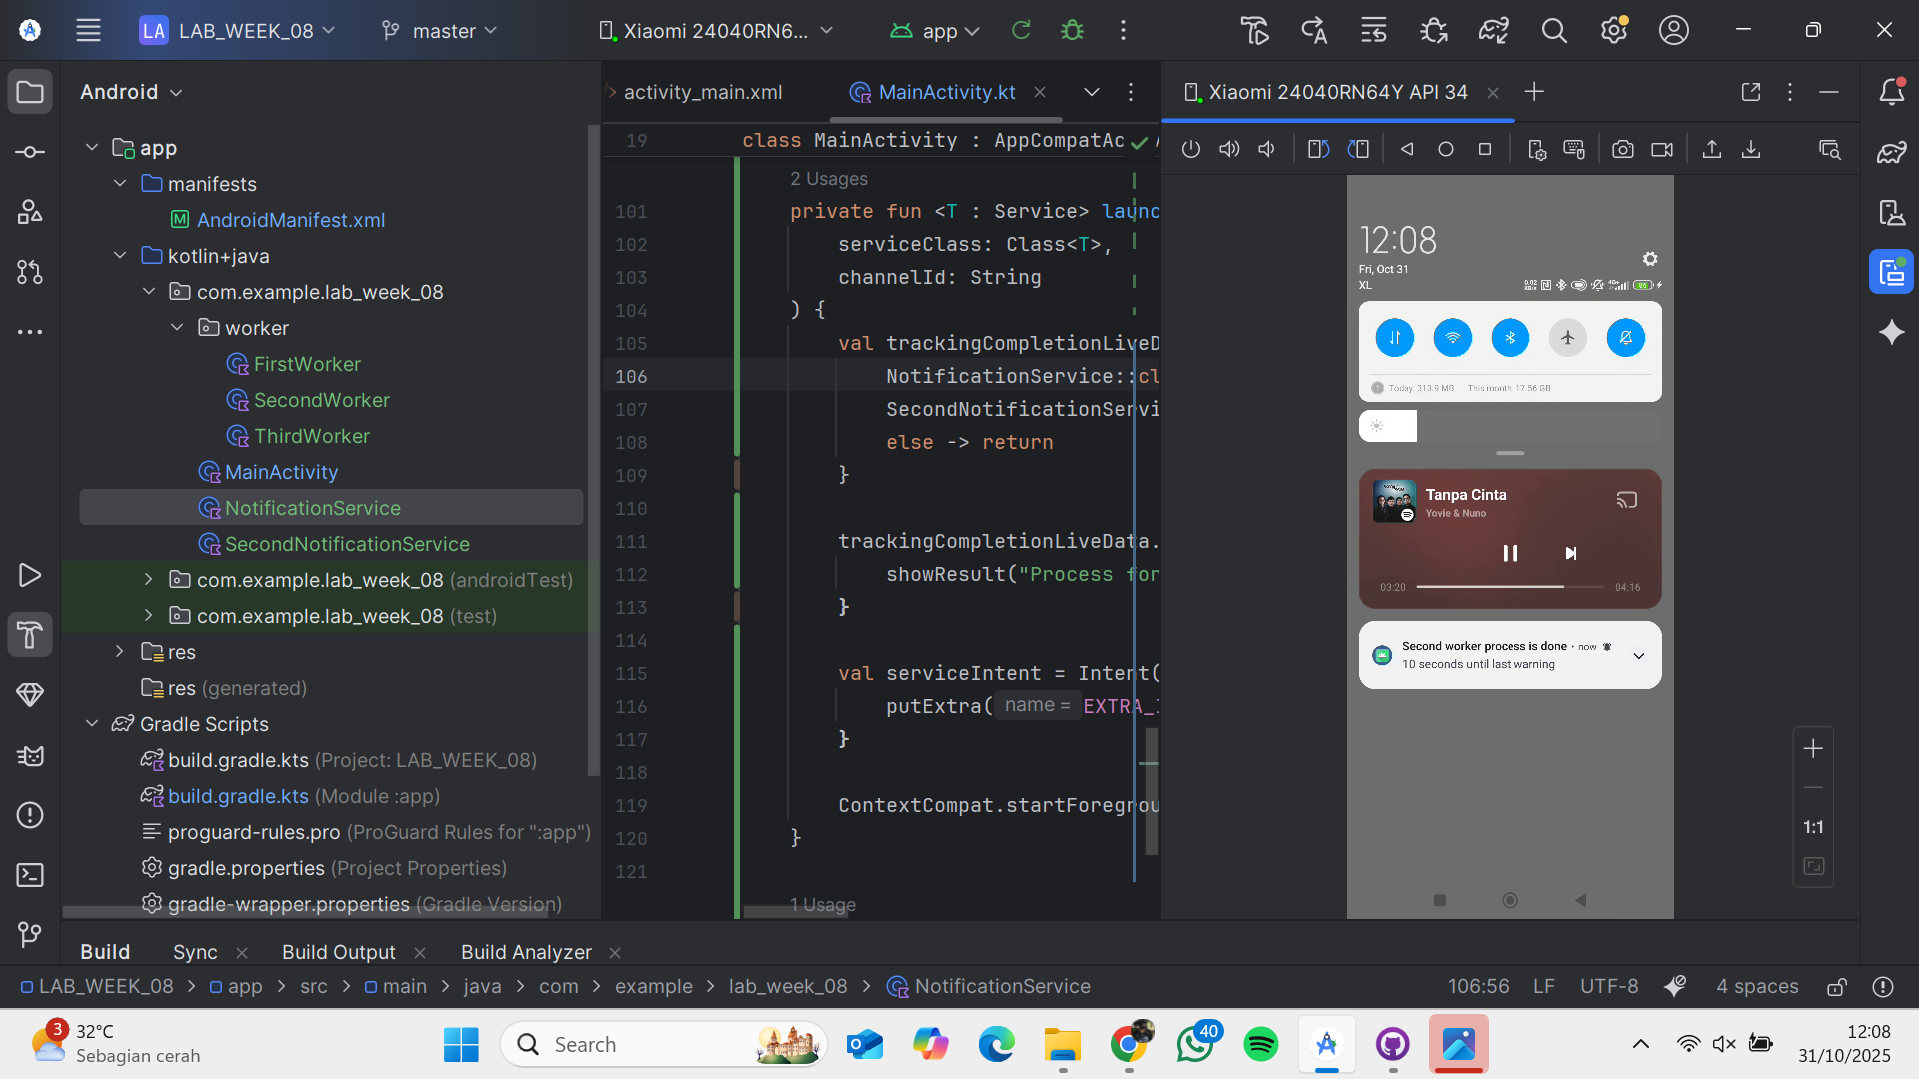 LA LAB_WEEK_08 master Xiaomi 24040RN6... app
Android
app
manifests
AndroidManifest.xml
kotlin+java
com.example.lab_week_08
worker
FirstWorker
SecondWorker
ThirdWorker
MainActivity
NotificationService
SecondNotificationService
com.example.lab_week_08 (androidTest)
com.example.lab_week_08 (test)
res
res (generated)
Gradle Scripts
build.gradle.kts (Project: LAB_WEEK_08)
build.gradle.kts (Module :app)
proguard-rules.pro (ProGuard Rules for ":app")
gradle.properties (Project Properties)
gradle-wrapper.properties (Gradle Version)
activity_main.xml MainActivity.kt
19 class MainActivity : AppCompatAc
2 Usages
101 private fun <T : Service> launc
102 serviceClass: Class<T>,
103 channelId: String
104 ) {
105 val trackingCompletionLiveD
106 NotificationService::cl
107 SecondNotificationServi
108 else -> return
109 }
110
111 trackingCompletionLiveData.
112 showResult("Process for
113 }
114
115 val serviceIntent = Intent(
116 putExtra( name = EXTRA_I
117 }
118
119 ContextCompat.startForegrou
120 }
121
1 Usage
Xiaomi 24040RN64Y API 34
12:08
Fri, Oct 31
XL
Today: 313.9 MB This month: 17.56 GB
Tanpa Cinta
Yovie & Nuno
03:20 04:16
Second worker process is done • now
10 seconds until last warning
1:1
Build Sync Build Output Build Analyzer
LAB_WEEK_08 > app > src > main > java > com > example > lab_week_08 > NotificationService 106:56 LF UTF-8 4 spaces
3 32°C
Sebagian cerah
Search
40
12:08
31/10/2025